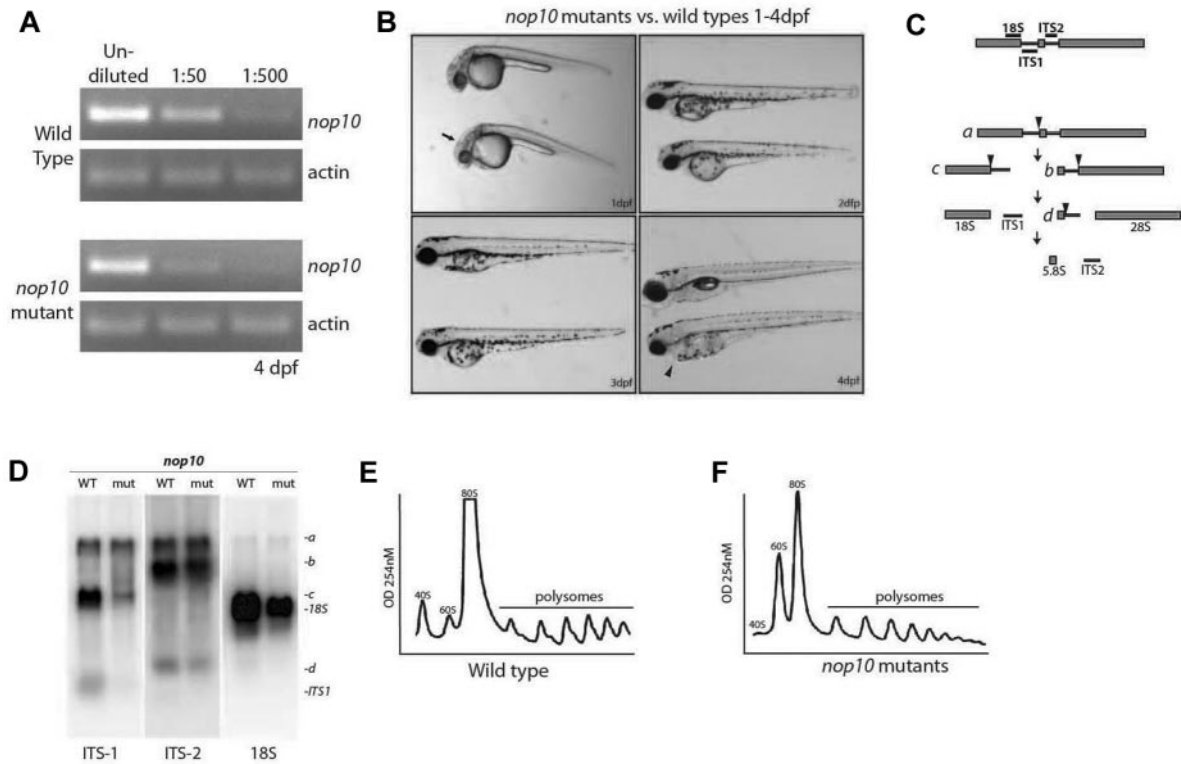 A
Un-
diluted
1:50
1:500
Wild
Type
nop10
actin
nop10
mutant
nop10
actin
4 dpf
B
nop10 mutants vs. wild types 1-4dpf
1dpf
2dfp
3dpf
4dpf
C
18S
ITS2
ITS1
a
c
b
18S
ITS1
d
28S
5.8S
ITS2
D
nop10
WT
mut
WT
mut
WT
mut
-a
-b
-c
-18S
-d
-ITS1
ITS-1
ITS-2
18S
E
OD 254nM
40S
60S
80S
polysomes
Wild type
F
OD 254nM
40S
60S
80S
polysomes
nop10 mutants